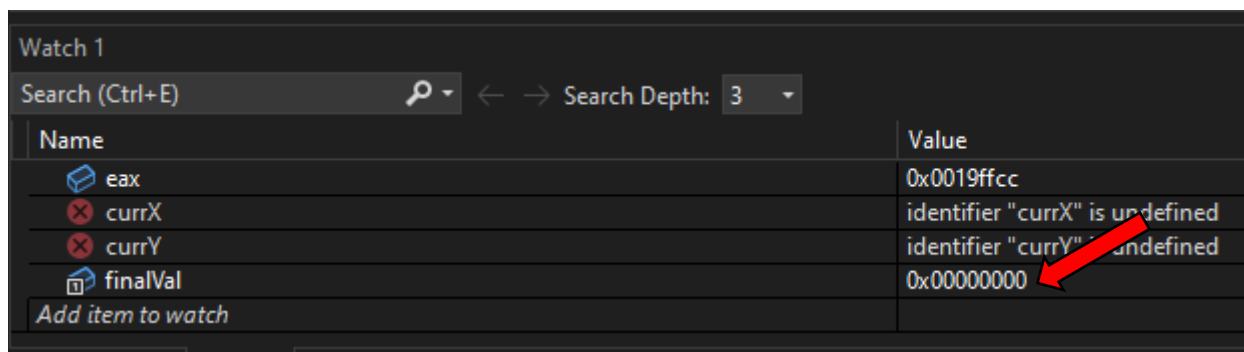 Watch 1
Search (Ctrl+E) Search Depth: 3
Name Value
eax 0x0019ffcc
currX identifier "currX" is undefined
currY identifier "currY" is undefined
finalVal 0x00000000
Add item to watch